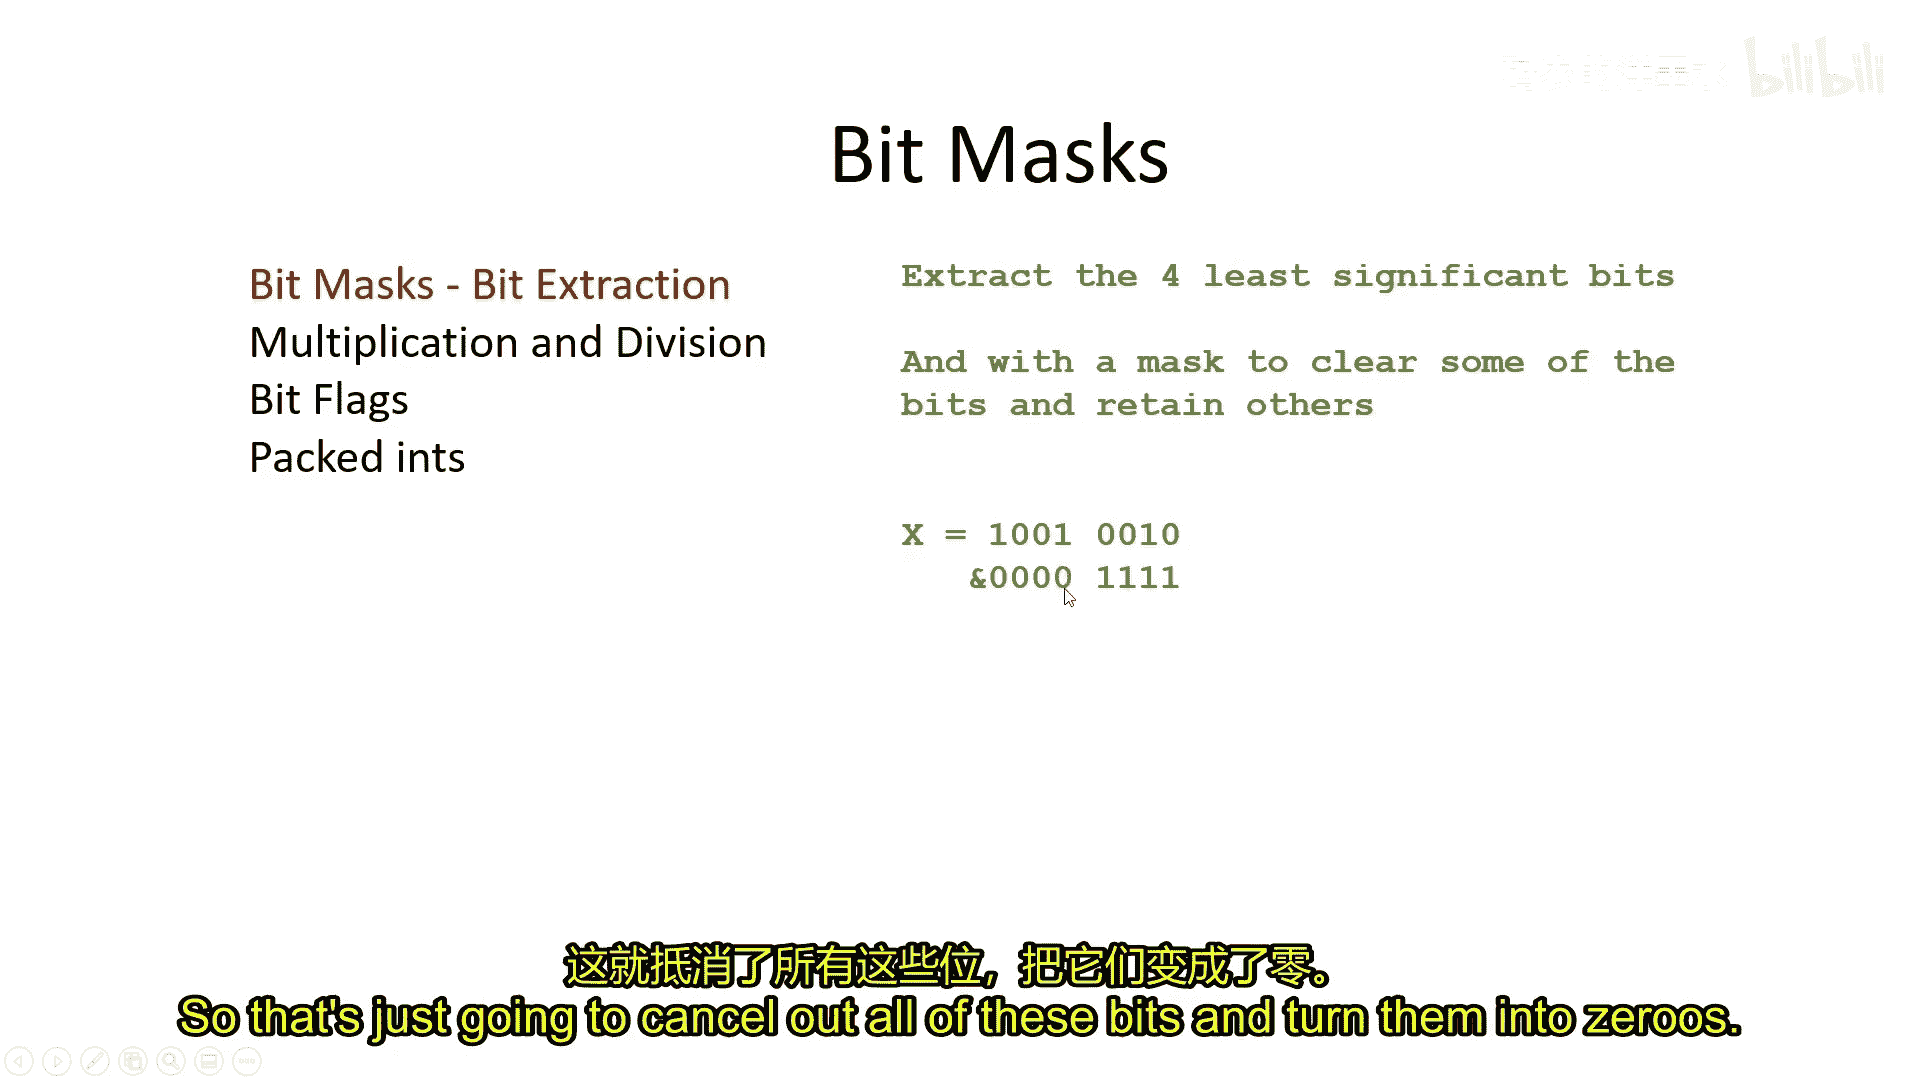 bilibili
Bit Masks
Bit Masks - Bit Extraction
Multiplication and Division
Bit Flags
Packed ints
Extract the 4 least significant bits
And with a mask to clear some of the
bits and retain others
X = 1001 0010
&0000 1111
这就抵消了所有这些位，把它们变成了零。
So that's just going to cancel out all of these bits and turn them into zeroos.